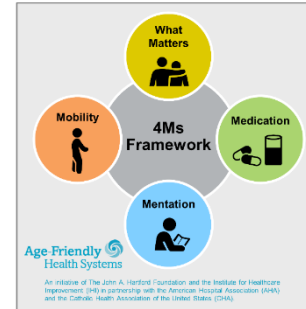 What
Matters
Mobility
4Ms
Framework
Medication
Mentation
Age-Friendly
Health Systems
An initiative of The John A. Hartford Foundation and the Institute for Healthcare
Improvement (IHI) in partnership with the American Hospital Association (AHA)
and the Catholic Health Association of the United States (CHA).